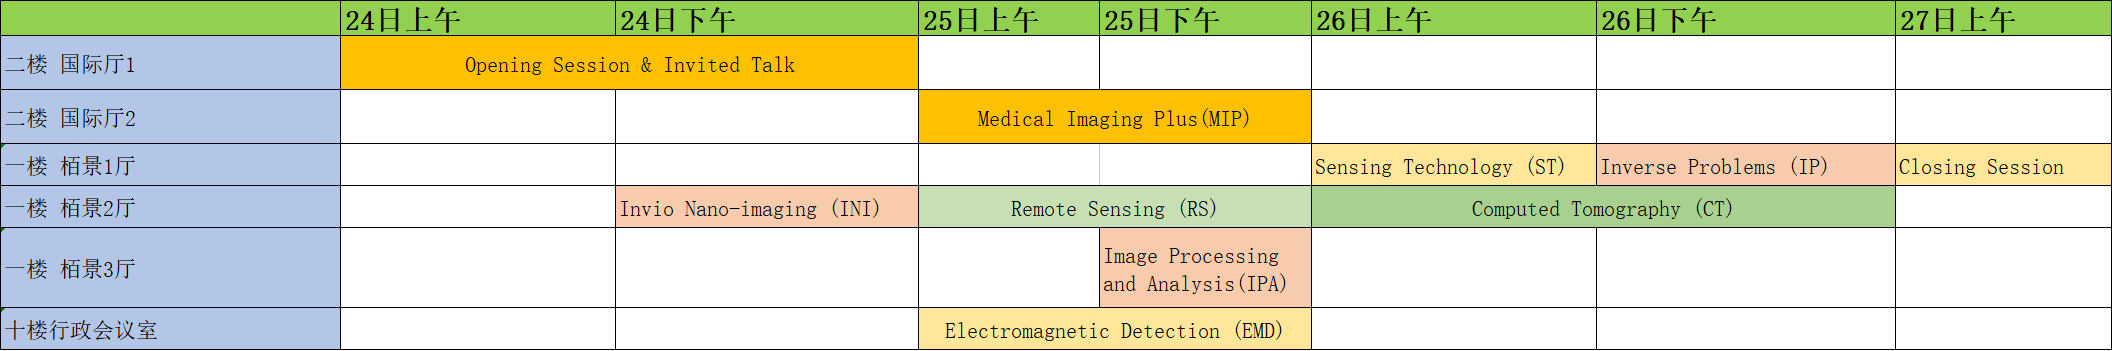 24日上午 24日下午 25日上午 25日下午 26日上午 26日下午 27日上午
二楼 国际厅1 Opening Session & Invited Talk
二楼 国际厅2 Medical Imaging Plus(MIP)
一楼 栢景1厅 Sensing Technology (ST) Inverse Problems (IP) Closing Session
一楼 栢景2厅 Invio Nano-imaging (INI) Remote Sensing (RS) Computed Tomography (CT)
一楼 栢景3厅 Image Processing
and Analysis(IPA)
十楼行政会议室 Electromagnetic Detection (EMD)